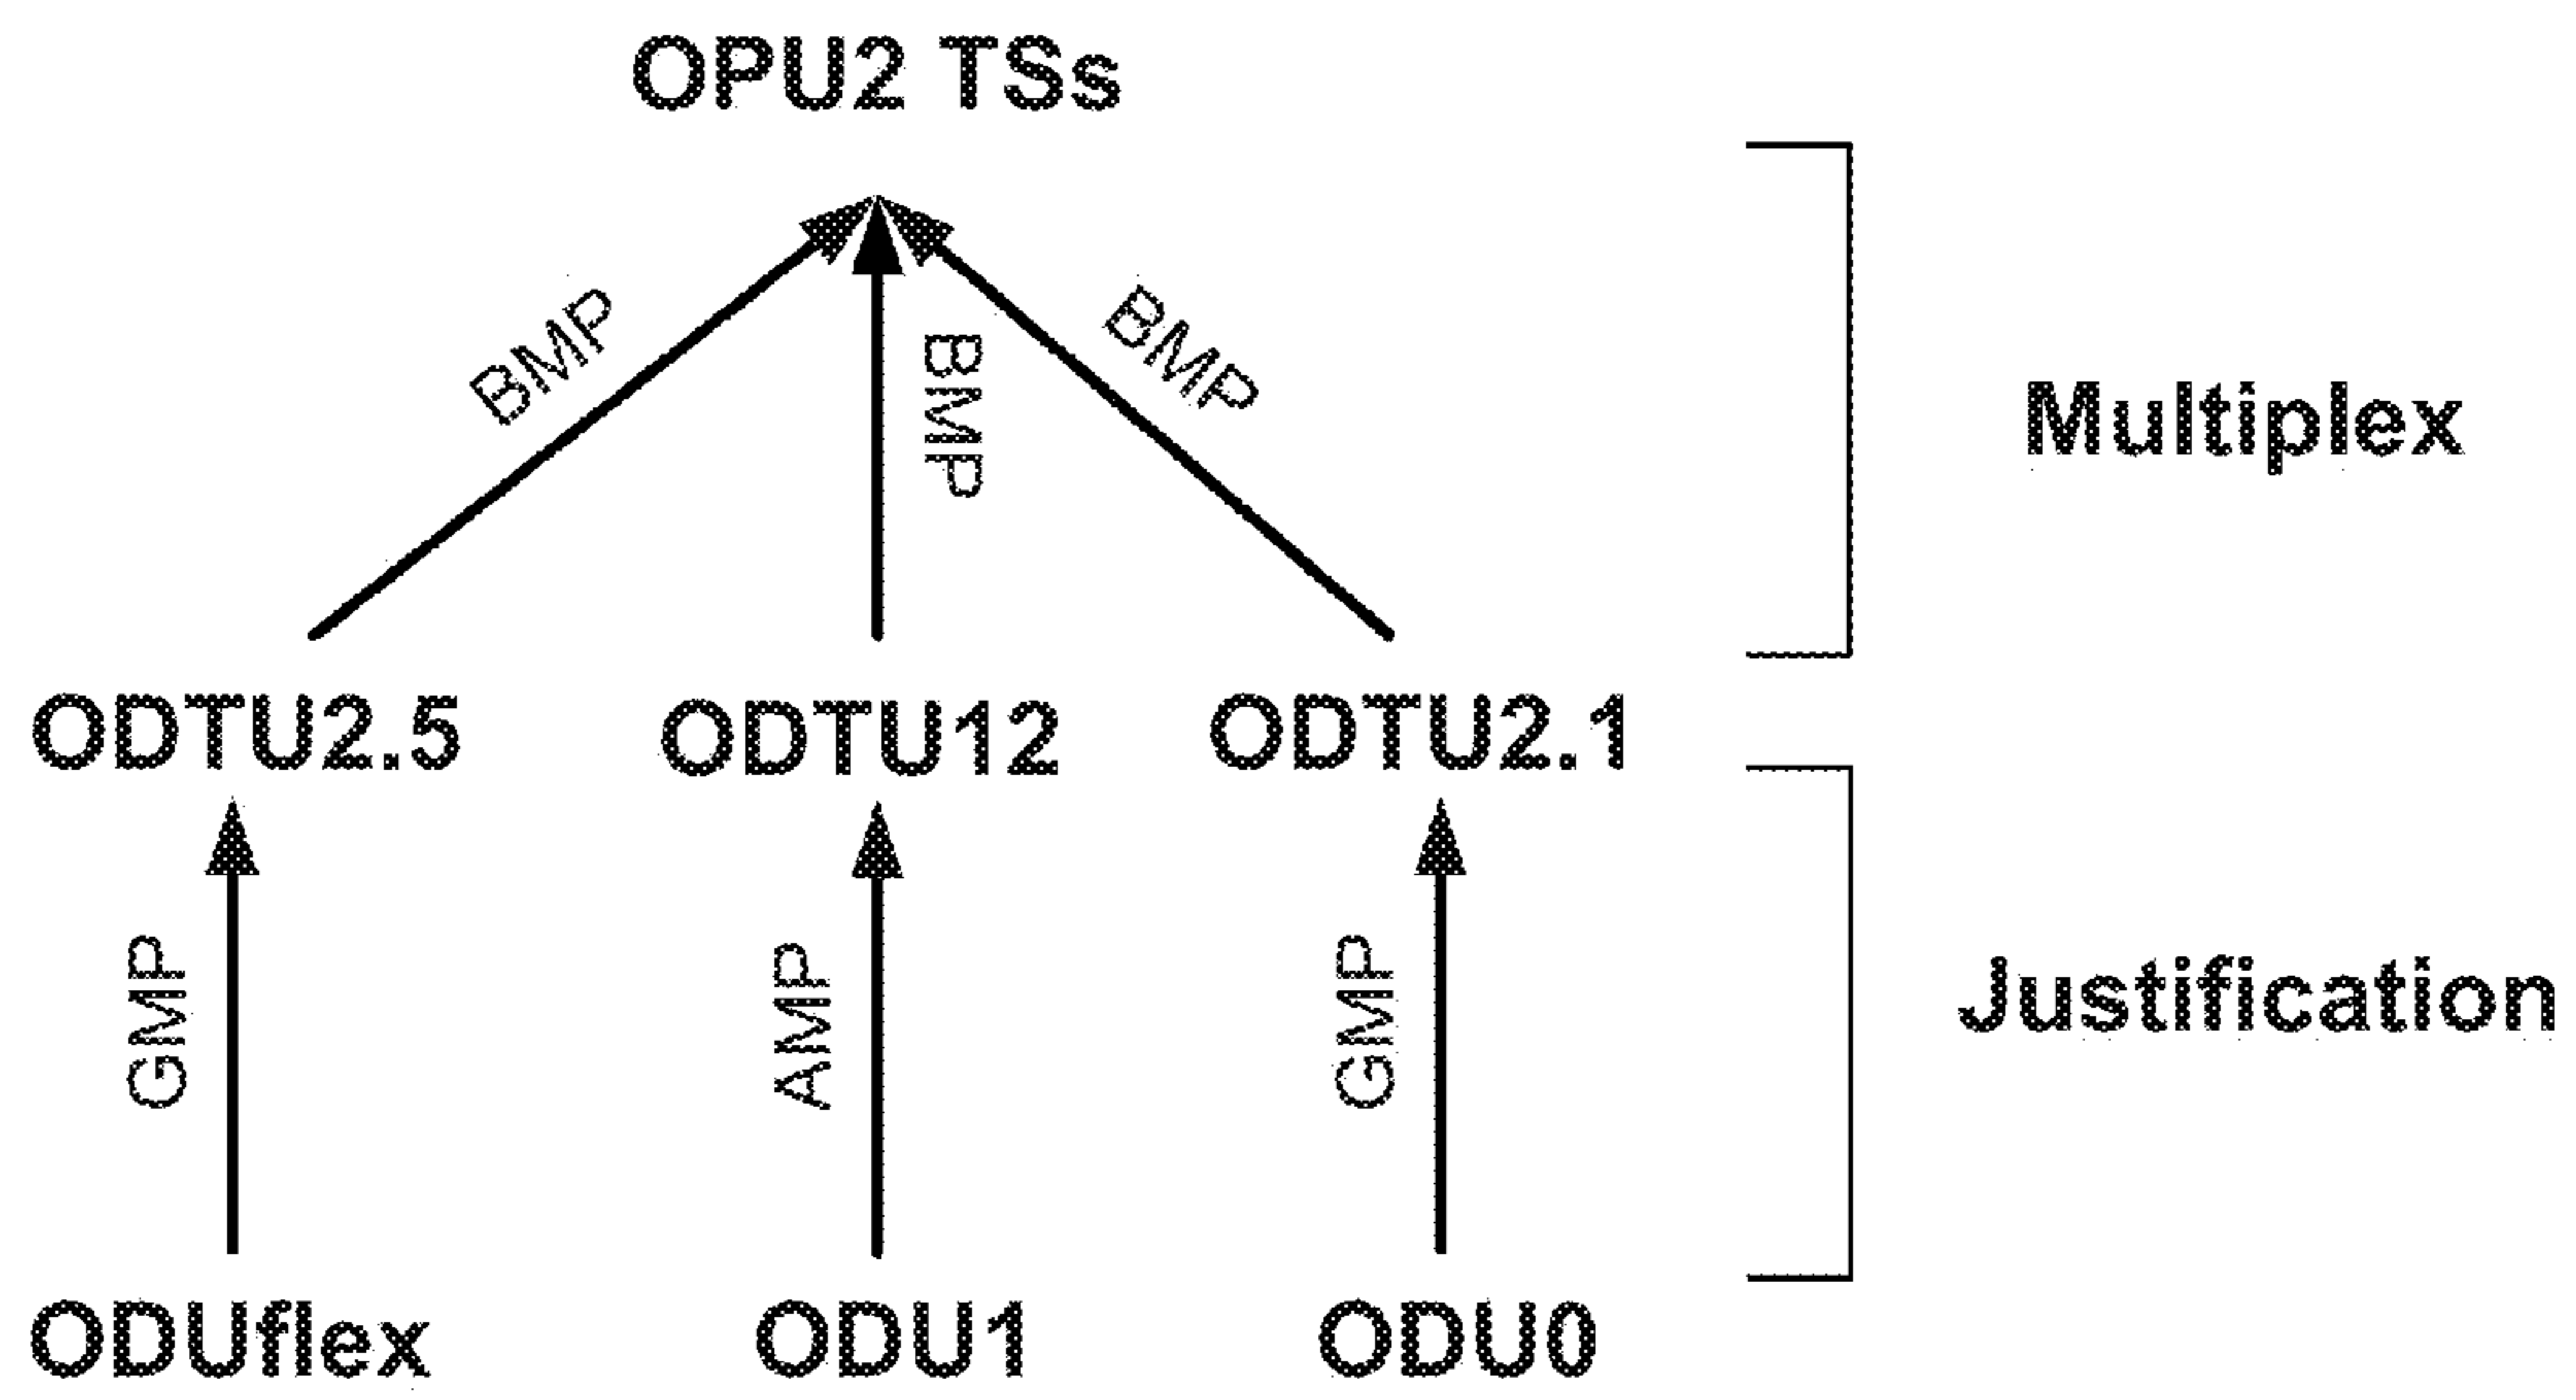 OPU2 TSs
BMP
BMP
BMP
Multiplex
ODTU2.5
ODTU12
ODTU2.1
GMP
AMP
GMP
Justification
ODUflex
ODU1
ODU0